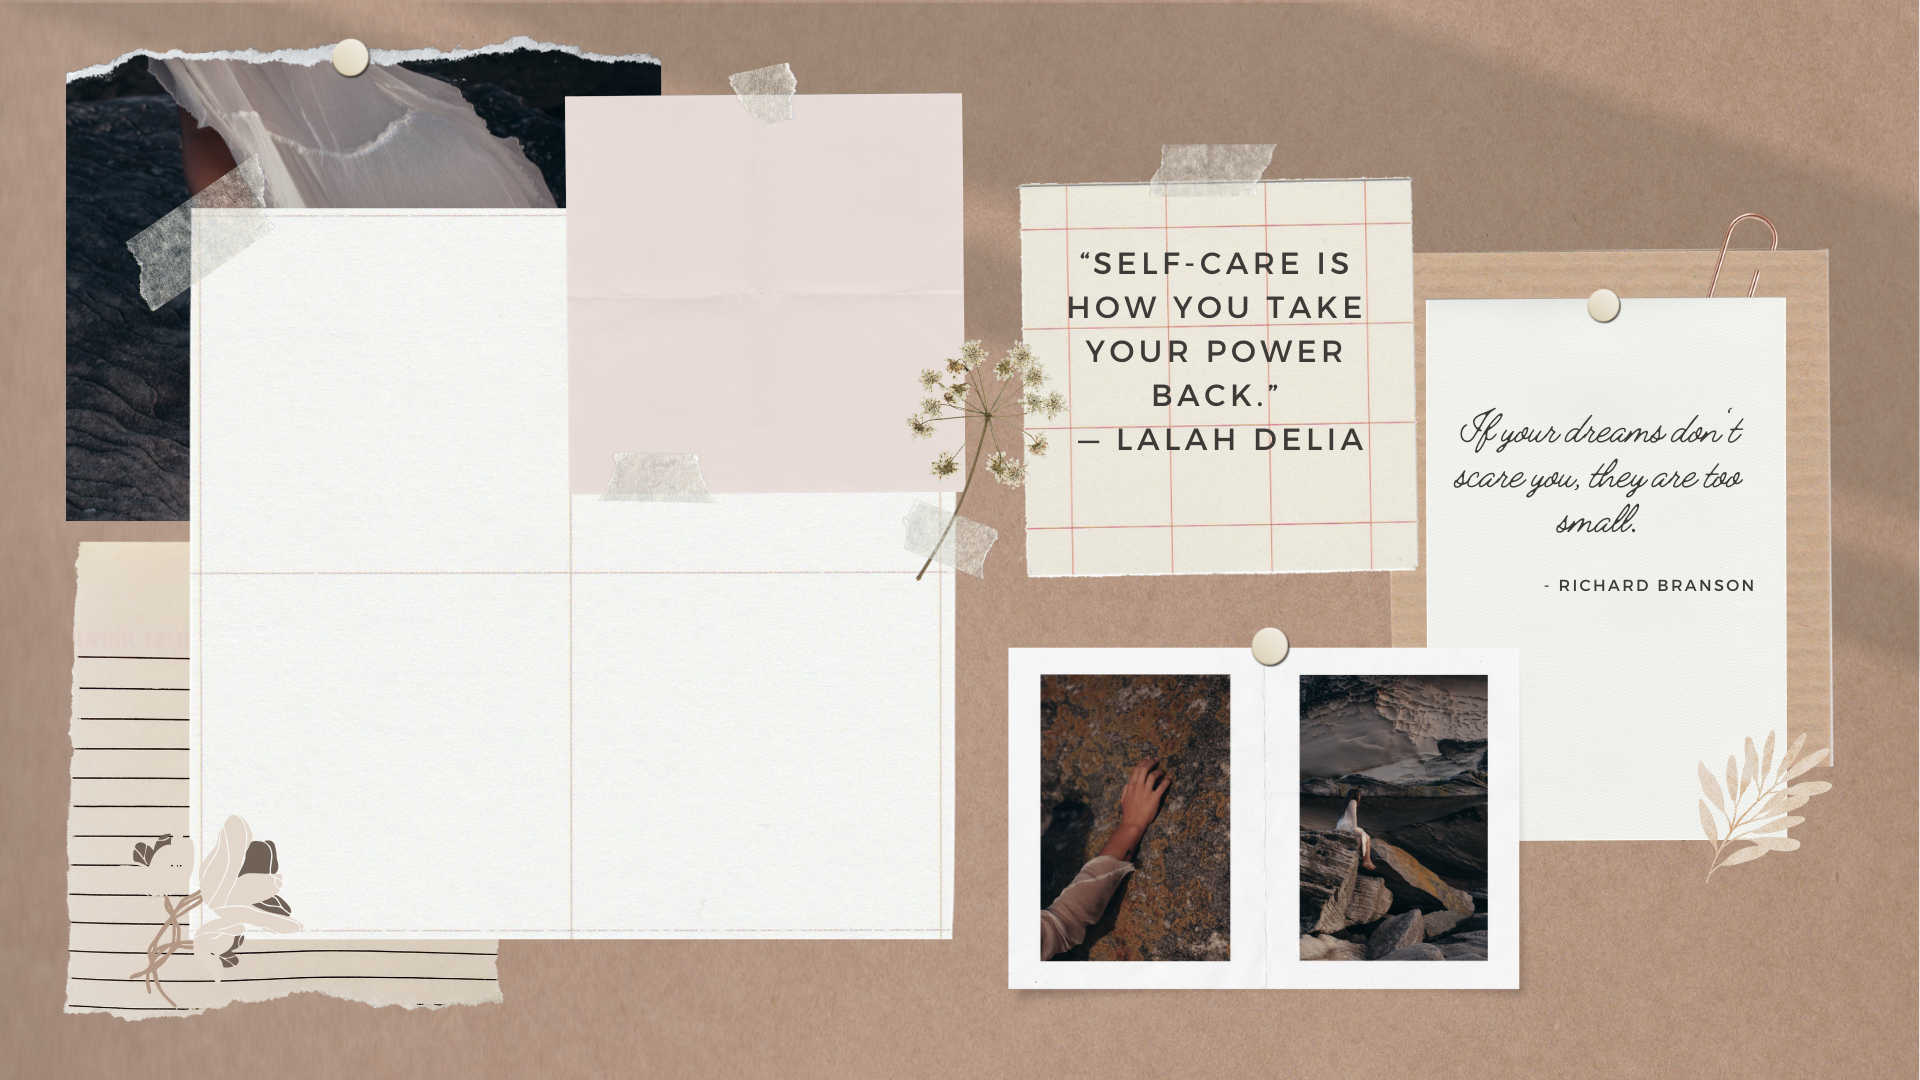 “SELF-CARE IS
HOW YOU TAKE
YOUR POWER
BACK.”
— LALAH DELIA
If your dreams don't
scare you, they are too
small.
- RICHARD BRANSON